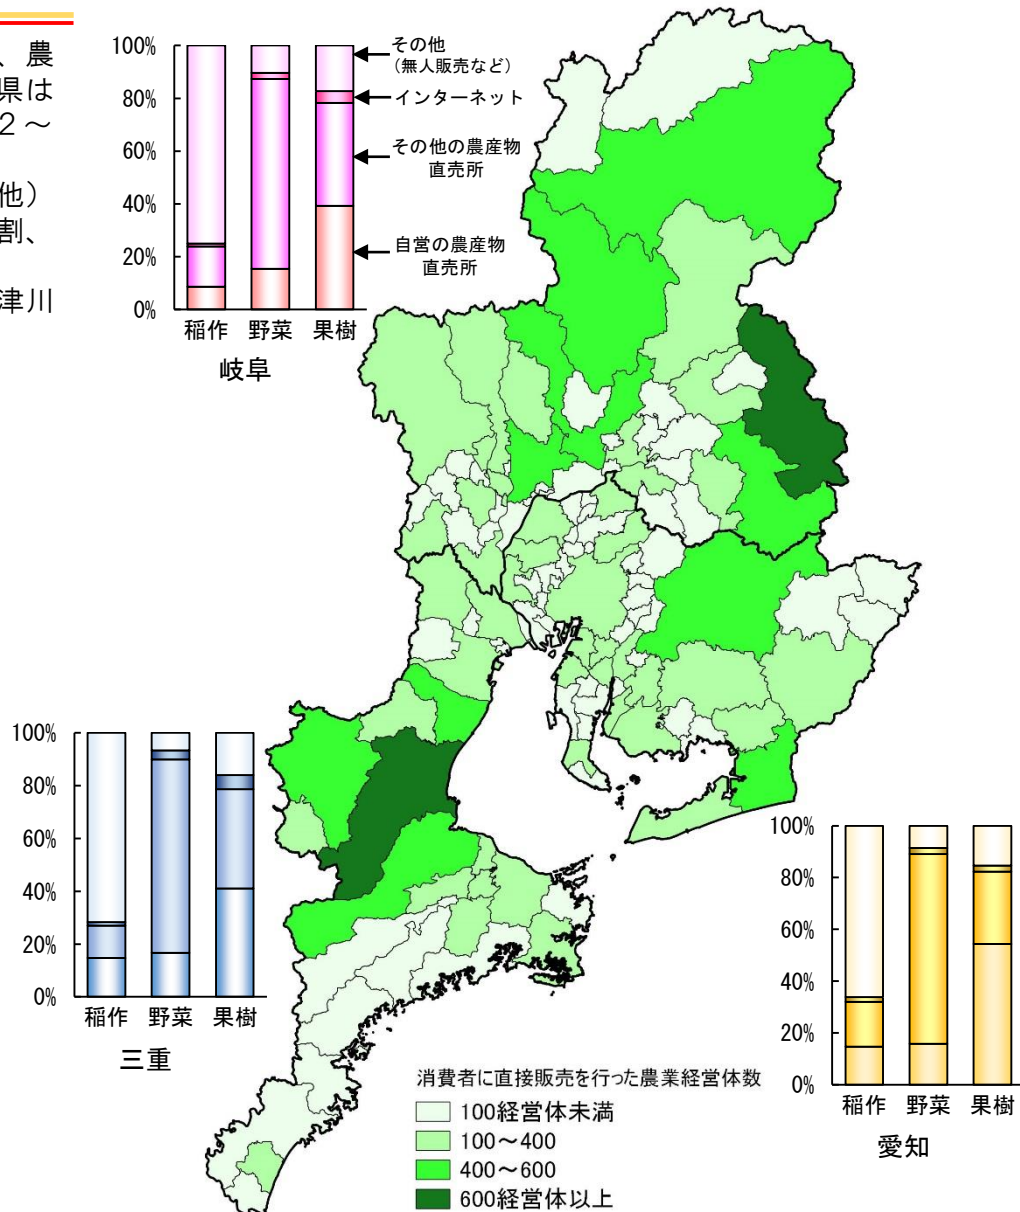 、農
県は
２～
他）
割、
津川
100%
80%
60%
40%
20%
0%
稲作 野菜 果樹
岐阜
その他
（無人販売など）
インターネット
その他の農産物
直売所
自営の農産物
直売所
100%
80%
60%
40%
20%
0%
稲作 野菜 果樹
三重
100%
80%
60%
40%
20%
0%
稲作 野菜 果樹
愛知
消費者に直接販売を行った農業経営体数
100経営体未満
100～400
400～600
600経営体以上